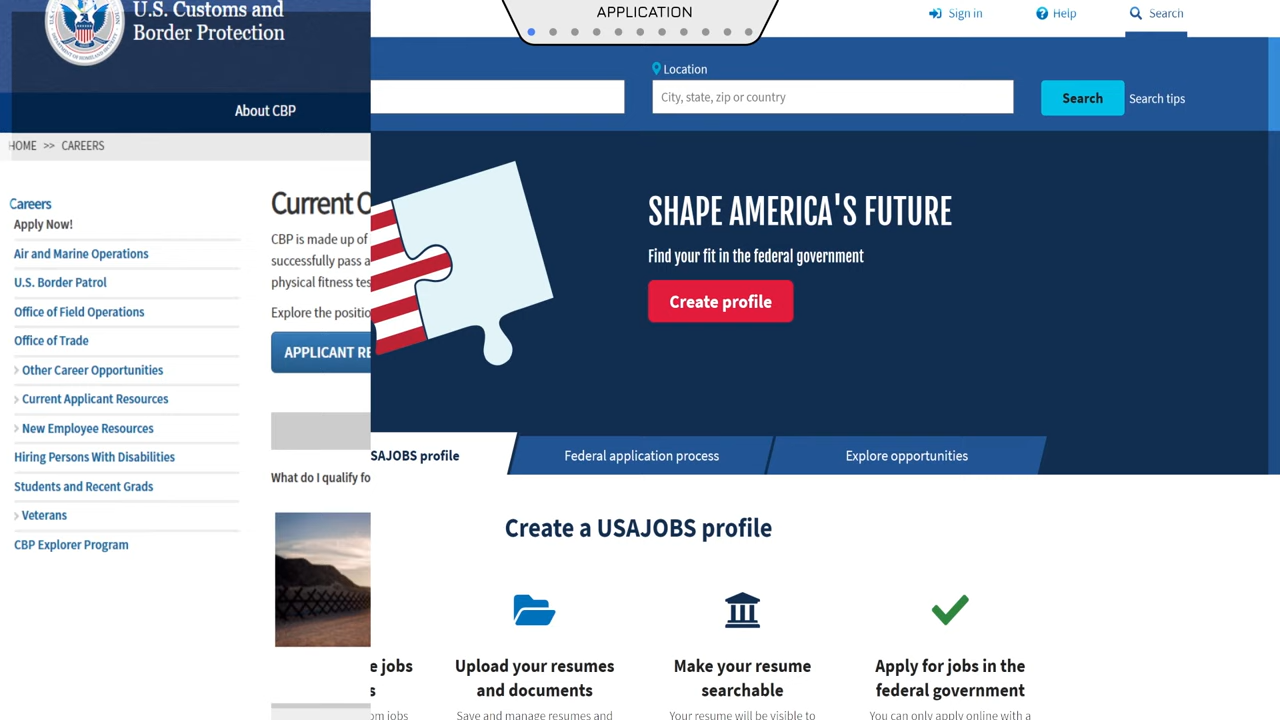 APPLICATION
U.S. Customs and
Border Protection
About CBP
HOME >> CAREERS
Careers
Apply Now!
Air and Marine Operations
U.S. Border Patrol
Office of Field Operations
Office of Trade
Other Career Opportunities
Current Applicant Resources
New Employee Resources
Hiring Persons With Disabilities
Students and Recent Grads
Veterans
CBP Explorer Program
Current O
CBP is made up of
successfully pass a
physical fitness tes
Explore the positio
APPLICANT RE
What do I qualify fo
Sign in
Help
Search
Location
City, state, zip or country
Search
Search tips
SHAPE AMERICA'S FUTURE
Find your fit in the federal government
Create profile
SAJOBS profile
Federal application process
Explore opportunities
Create a USAJOBS profile
e jobs
s
om jobs
Upload your resumes
and documents
Save and manage resumes and
Make your resume
searchable
Your resume will be visible to
Apply for jobs in the
federal government
You can only apply online with a